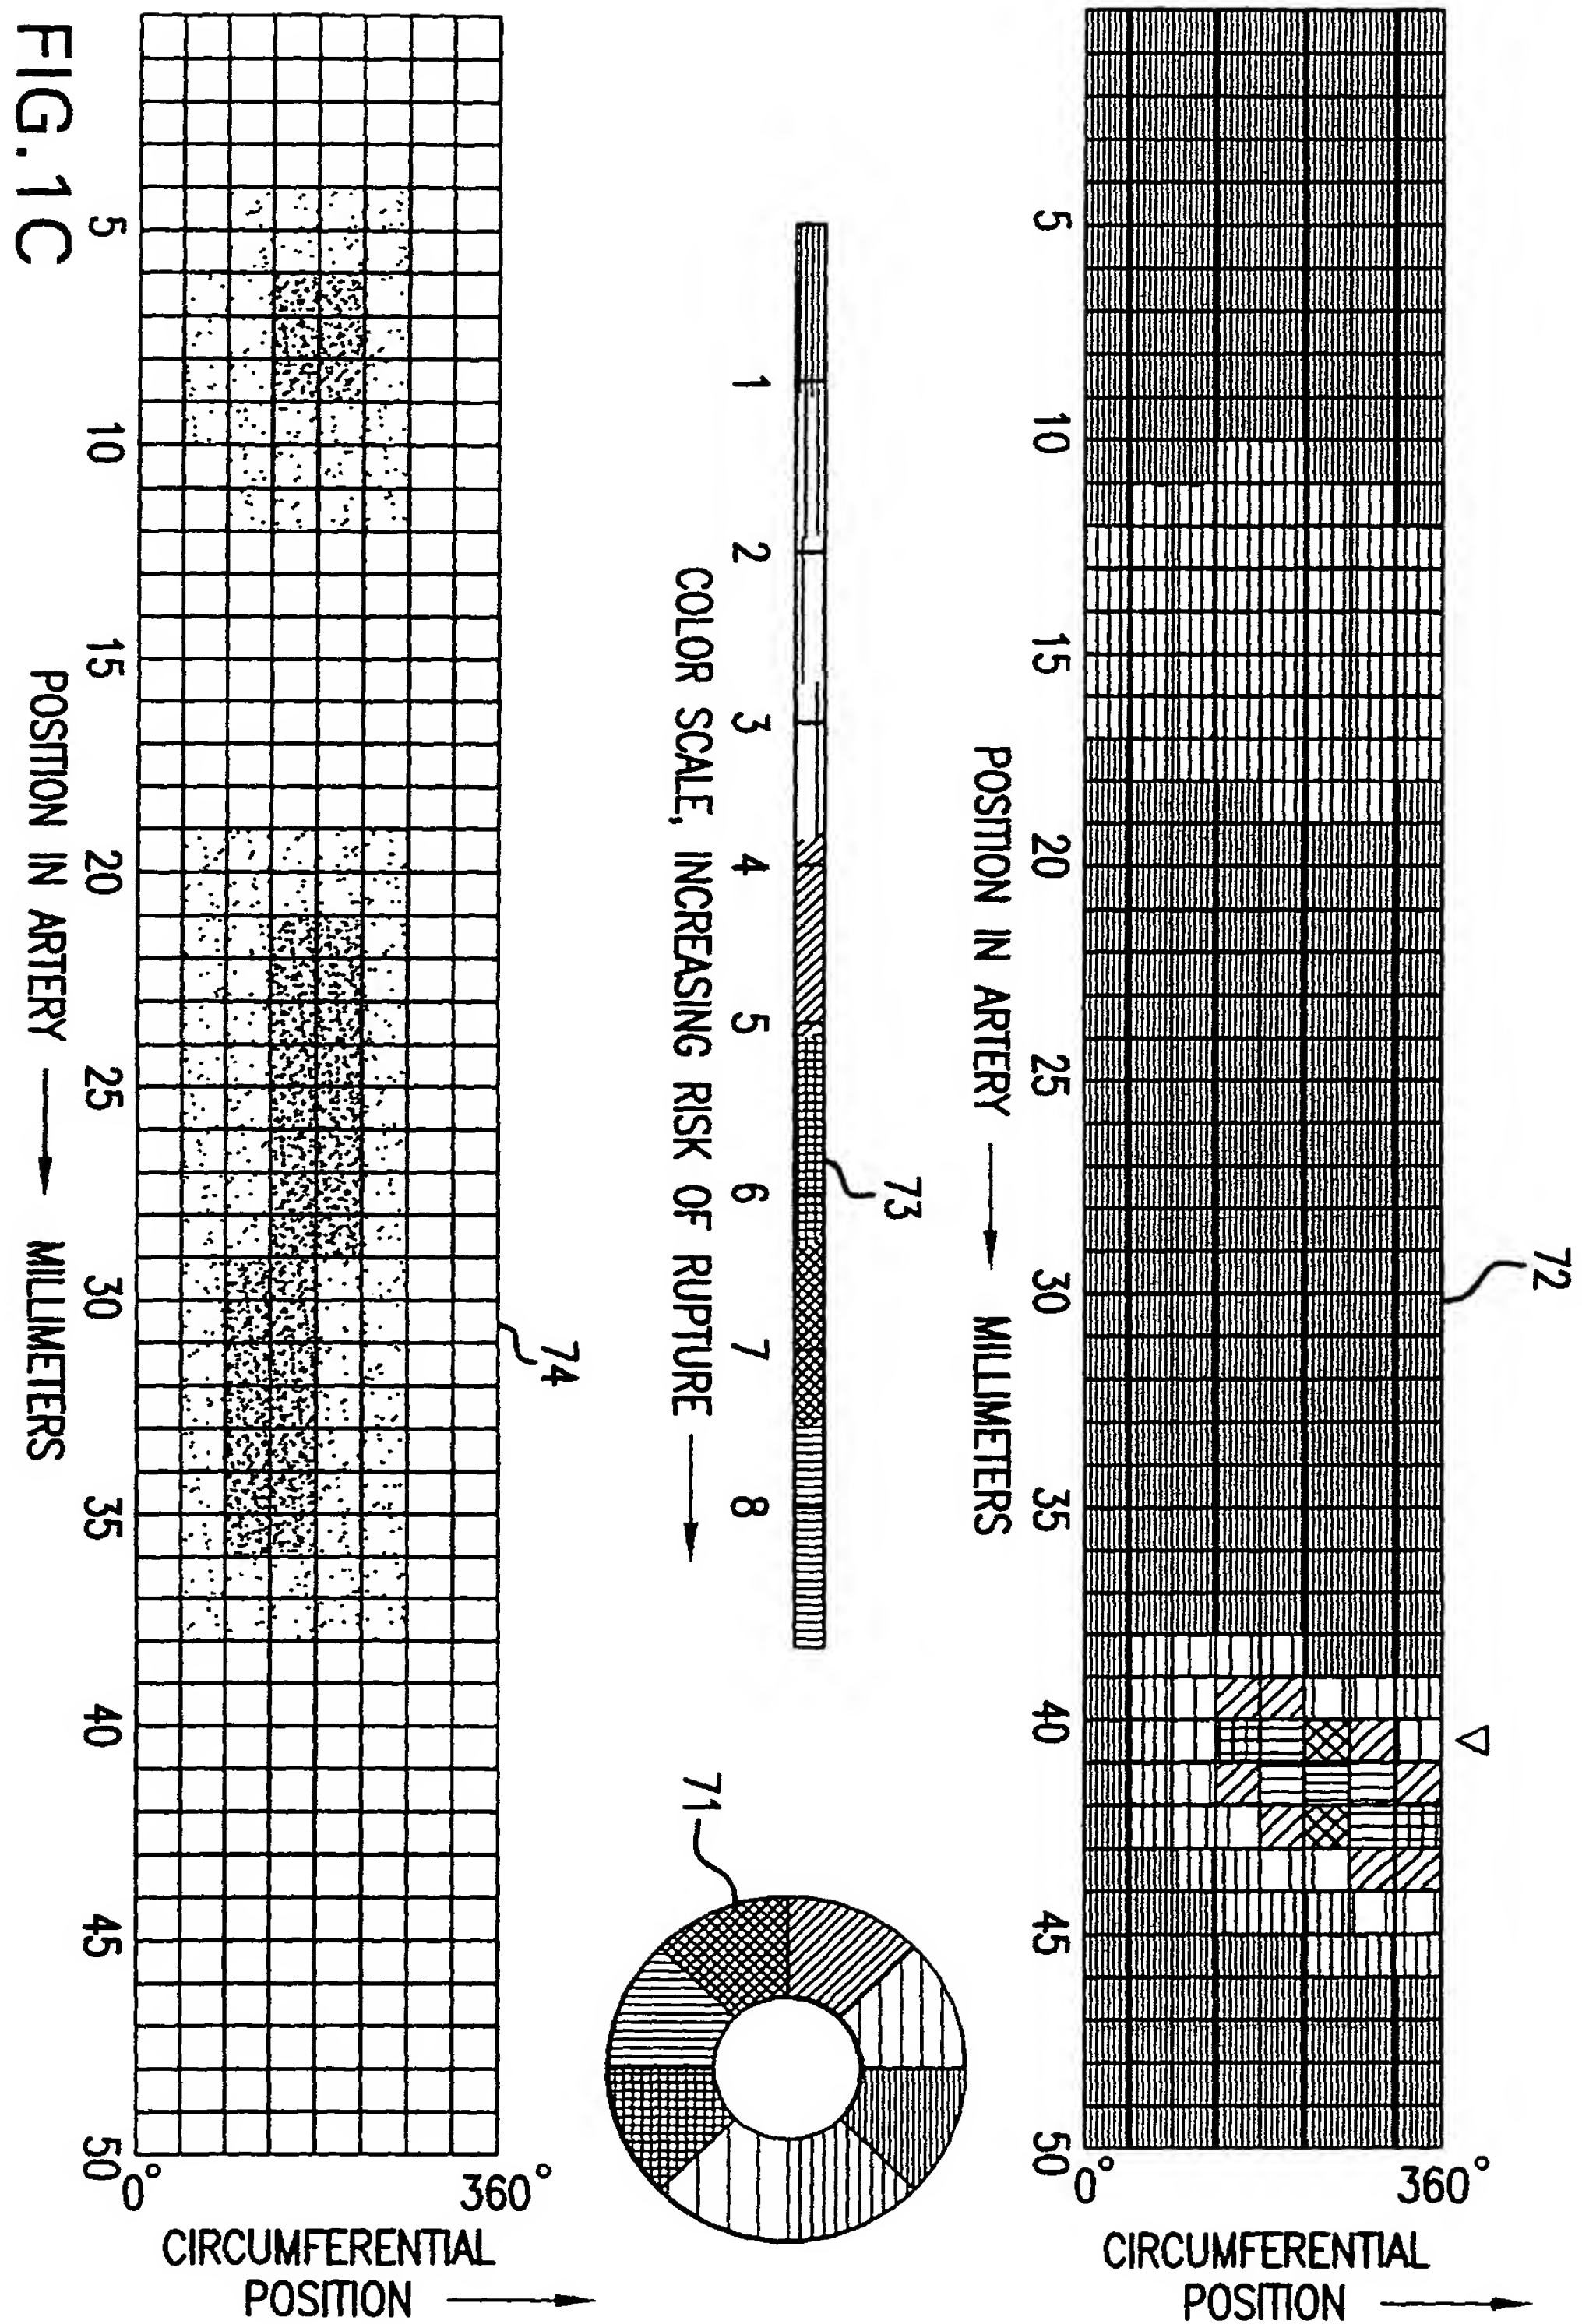 72
5 10 15 20 25 30 35 40 45 50
0° 360°
CIRCUMFERENTIAL
POSITION
POSITION IN ARTERY MILLIMETERS
73
1 2 3 4 5 6 7 8
COLOR SCALE, INCREASING RISK OF RUPTURE
71
74
5 10 15 20 25 30 35 40 45 50
0° 360°
CIRCUMFERENTIAL
POSITION
POSITION IN ARTERY MILLIMETERS
FIG. 1C